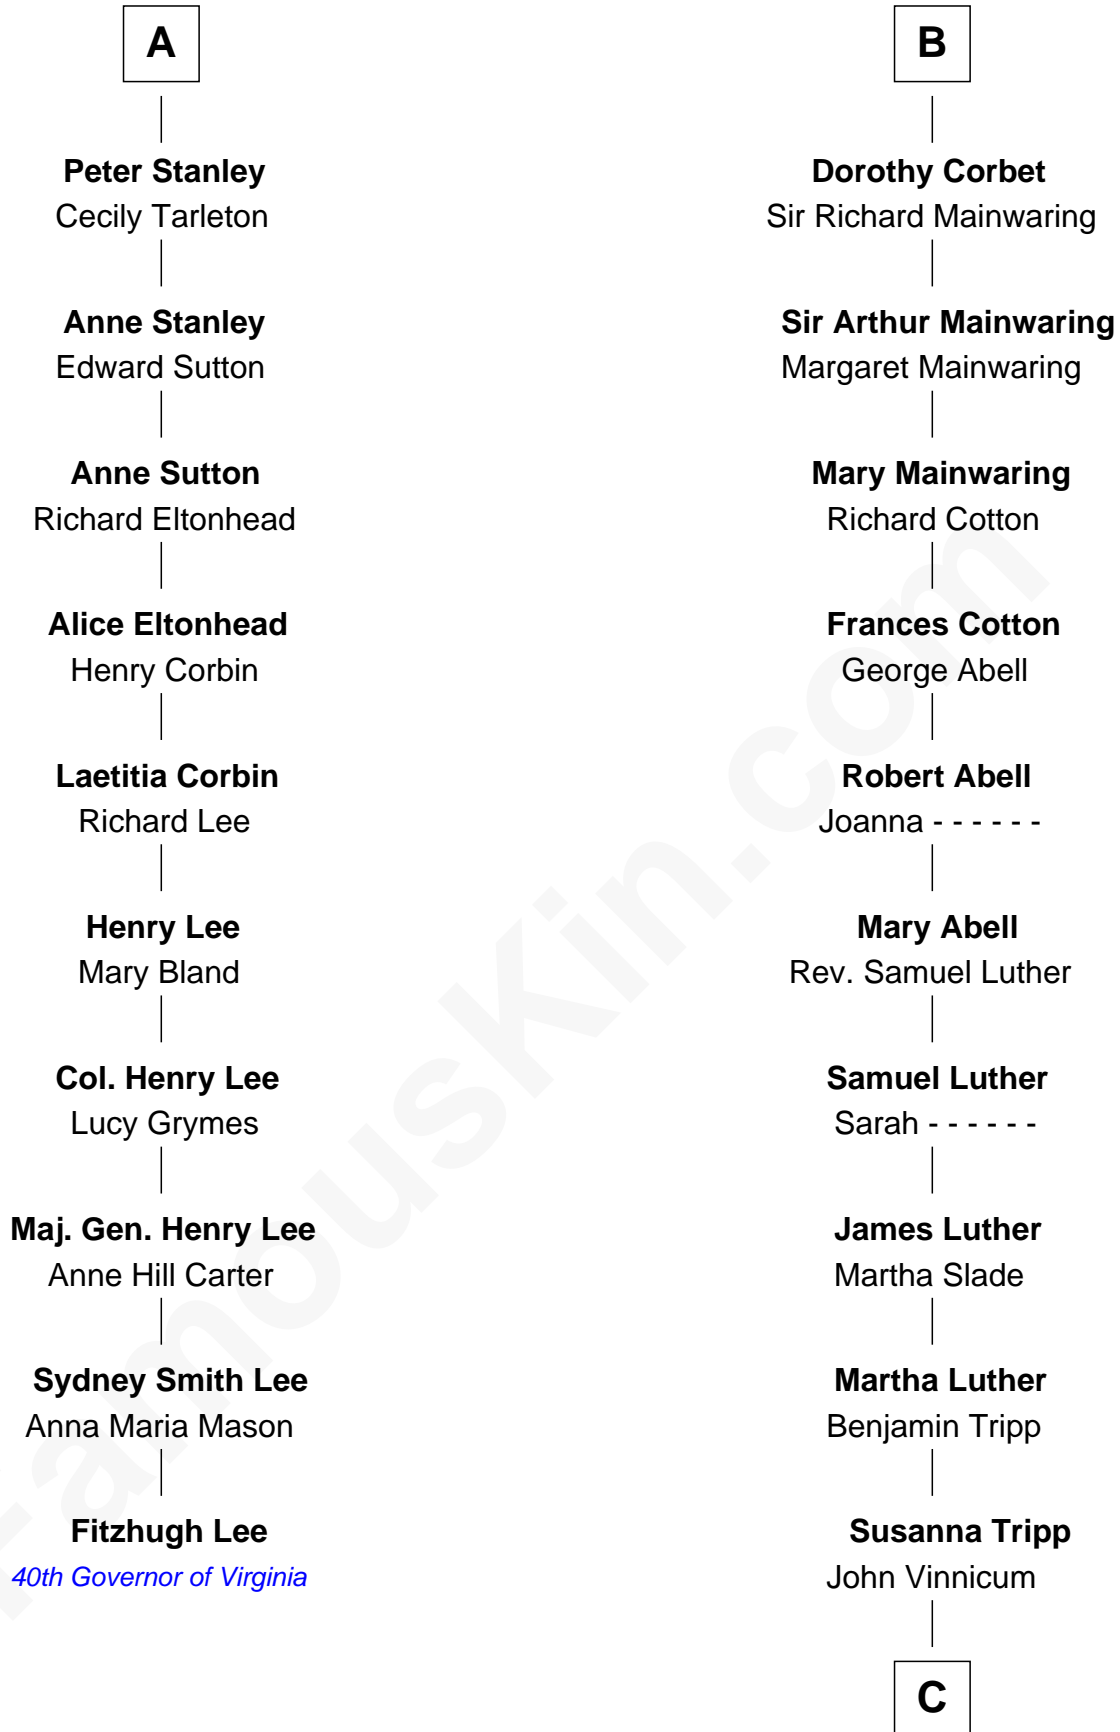 A
Peter Stanley
Cecily Tarleton
Anne Stanley
Edward Sutton
Anne Sutton
Richard Eltonhead
Alice Eltonhead
Henry Corbin
Laetitia Corbin
Richard Lee
Henry Lee
Mary Bland
Col. Henry Lee
Lucy Grymes
Maj. Gen. Henry Lee
Anne Hill Carter
Sydney Smith Lee
Anna Maria Mason
Fitzhugh Lee
40th Governor of Virginia
B
Dorothy Corbet
Sir Richard Mainwaring
Sir Arthur Mainwaring
Margaret Mainwaring
Mary Mainwaring
Richard Cotton
Frances Cotton
George Abell
Robert Abell
Joanna - - - - - -
Mary Abell
Rev. Samuel Luther
Samuel Luther
Sarah - - - - - -
James Luther
Martha Slade
Martha Luther
Benjamin Tripp
Susanna Tripp
John Vinnicum
C
FamousKin.com